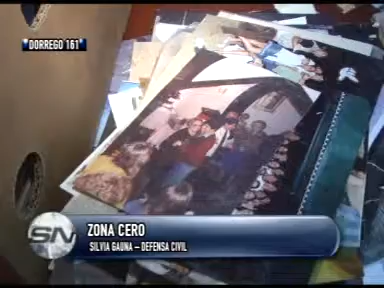 DORREGO 161
ZONA CERO
SN
SILVIA GAUNA – DEFENSA CIVIL